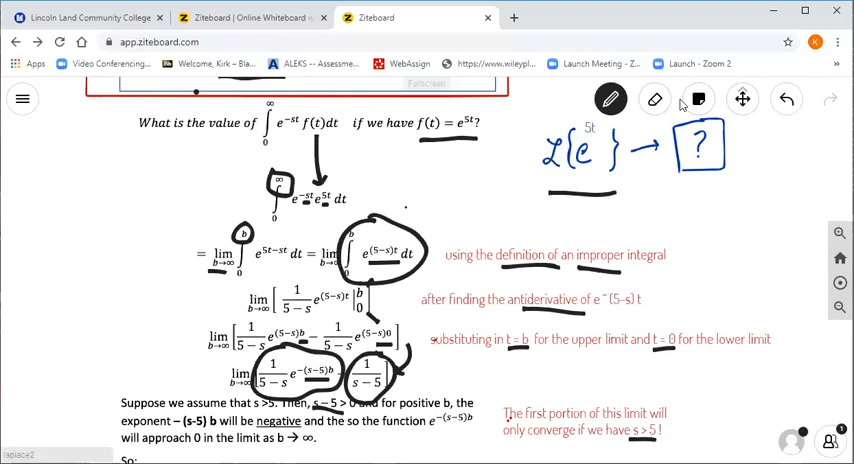 Lincoln Land Community College
Ziteboard | Online Whiteboard w
Ziteboard
app.ziteboard.com
Apps
Video Conferencing
Welcome, Kirk – Bla...
ALEKS -- Assessme...
WebAssign
https://www.wileypl...
Launch Meeting - Z...
Launch - Zoom 2
Fullscreen
What is the value of ∫₀^∞ e^{−st} f(t)dt if we have f(t) = e^{5t}?
ℒ{e^{5t}} → ?
∫₀^∞ e^{−st}e^{5t} dt
= lim_{b→∞} ∫₀^b e^{5t−st} dt = lim_{b→∞} ∫₀^b e^{(5−s)t} dt
using the definition of an improper integral
lim_{b→∞} [ 1/(5−s) e^{(5−s)t} |₀^b ]
after finding the antiderivative of e^(5-s) t
lim_{b→∞} [ 1/(5−s) e^{(5−s)b} − 1/(5−s) e^{(5−s)0} ]
substituting in t = b for the upper limit and t = 0 for the lower limit
lim_{b→∞} [ 1/(5−s) e^{−(s−5)b} 1/(s−5) ]
Suppose we assume that s >5. Then, s – 5 > 0 and for positive b, the
exponent – (s-5) b will be negative and the so the function e^{−(s−5)b}
will approach 0 in the limit as b → ∞.
The first portion of this limit will
only converge if we have s > 5 !
So:
laplace2
K
1